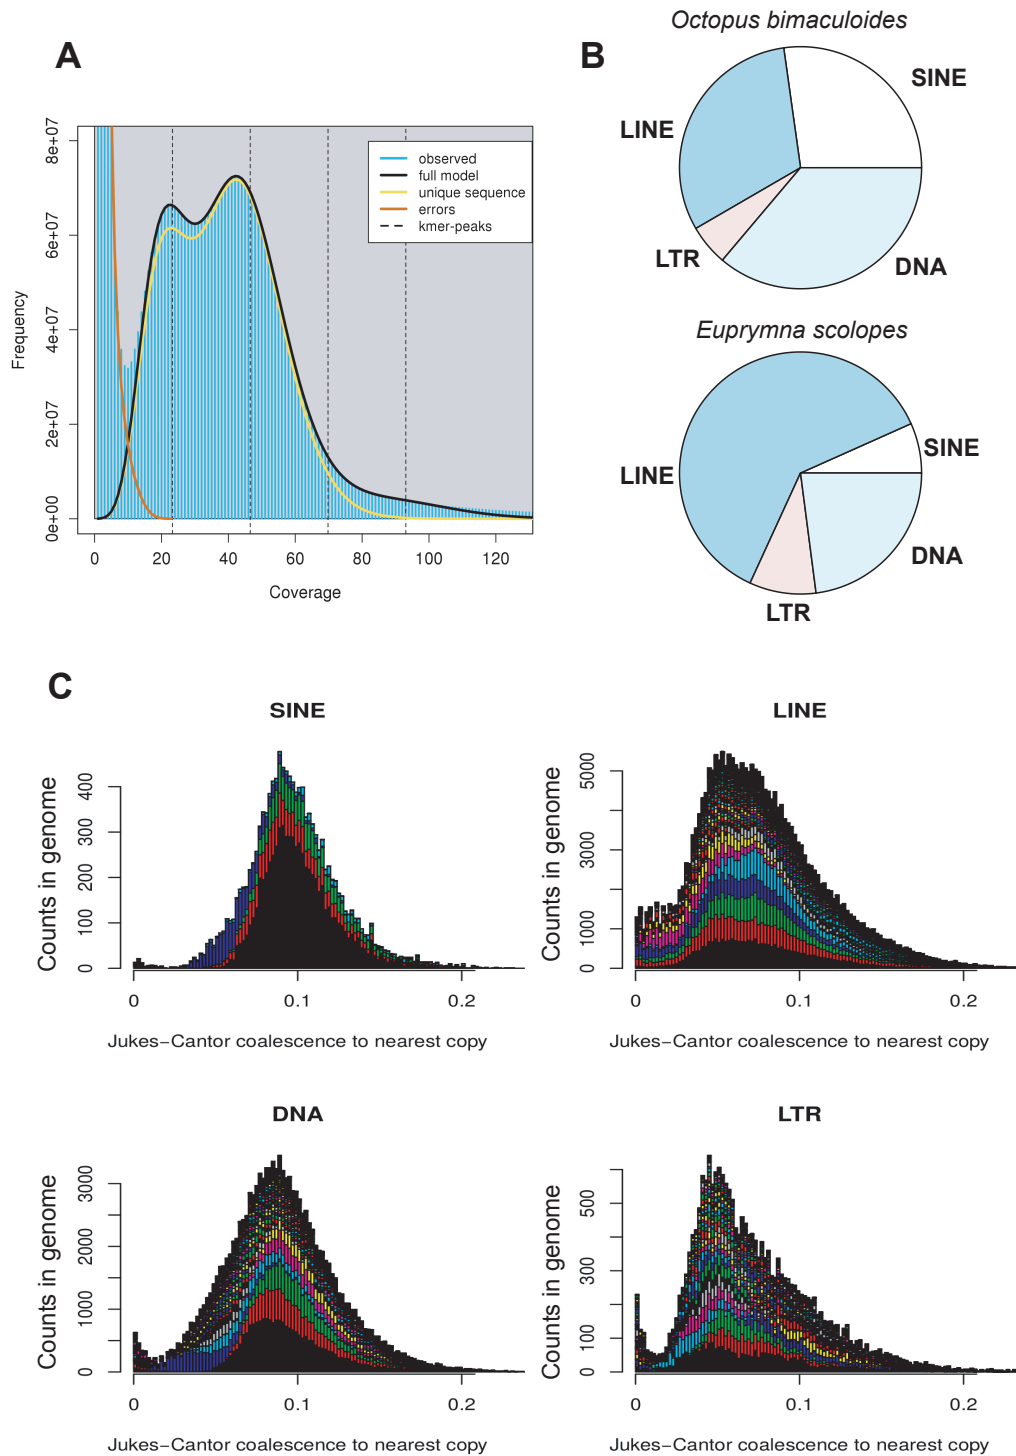 A
Frequency
8e+07
6e+07
4e+07
2e+07
0e+00
observed
full model
unique sequence
errors
kmer-peaks
0 20 40 60 80 100 120
Coverage
B
Octopus bimaculoides
SINE
LINE
LTR
DNA
Euprymna scolopes
SINE
LINE
DNA
LTR
C
SINE
Counts in genome
400
300
200
100
0
0 0.1 0.2
Jukes−Cantor coalescence to nearest copy
LINE
Counts in genome
5000
3000
1000
0
0 0.1 0.2
Jukes−Cantor coalescence to nearest copy
DNA
Counts in genome
3000
2000
1000
0
0 0.1 0.2
Jukes−Cantor coalescence to nearest copy
LTR
Counts in genome
500
300
100
0
0 0.1 0.2
Jukes−Cantor coalescence to nearest copy